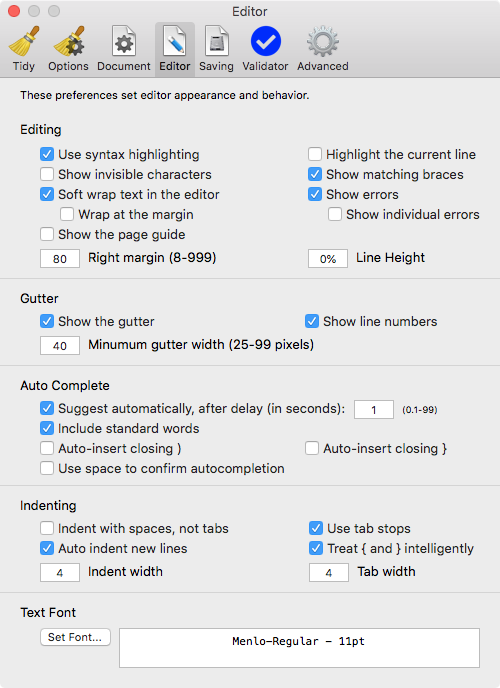 Editor
Tidy Options Document Editor Saving Validator Advanced
These preferences set editor appearance and behavior.
Editing
Use syntax highlighting Highlight the current line
Show invisible characters Show matching braces
Soft wrap text in the editor Show errors
Wrap at the margin Show individual errors
Show the page guide
80 Right margin (8-999) 0% Line Height
Gutter
Show the gutter Show line numbers
40 Minumum gutter width (25-99 pixels)
Auto Complete
Suggest automatically, after delay (in seconds): 1 (0.1-99)
Include standard words
Auto-insert closing ) Auto-insert closing }
Use space to confirm autocompletion
Indenting
Indent with spaces, not tabs Use tab stops
Auto indent new lines Treat { and } intelligently
4 Indent width 4 Tab width
Text Font
Set Font... Menlo-Regular - 11pt